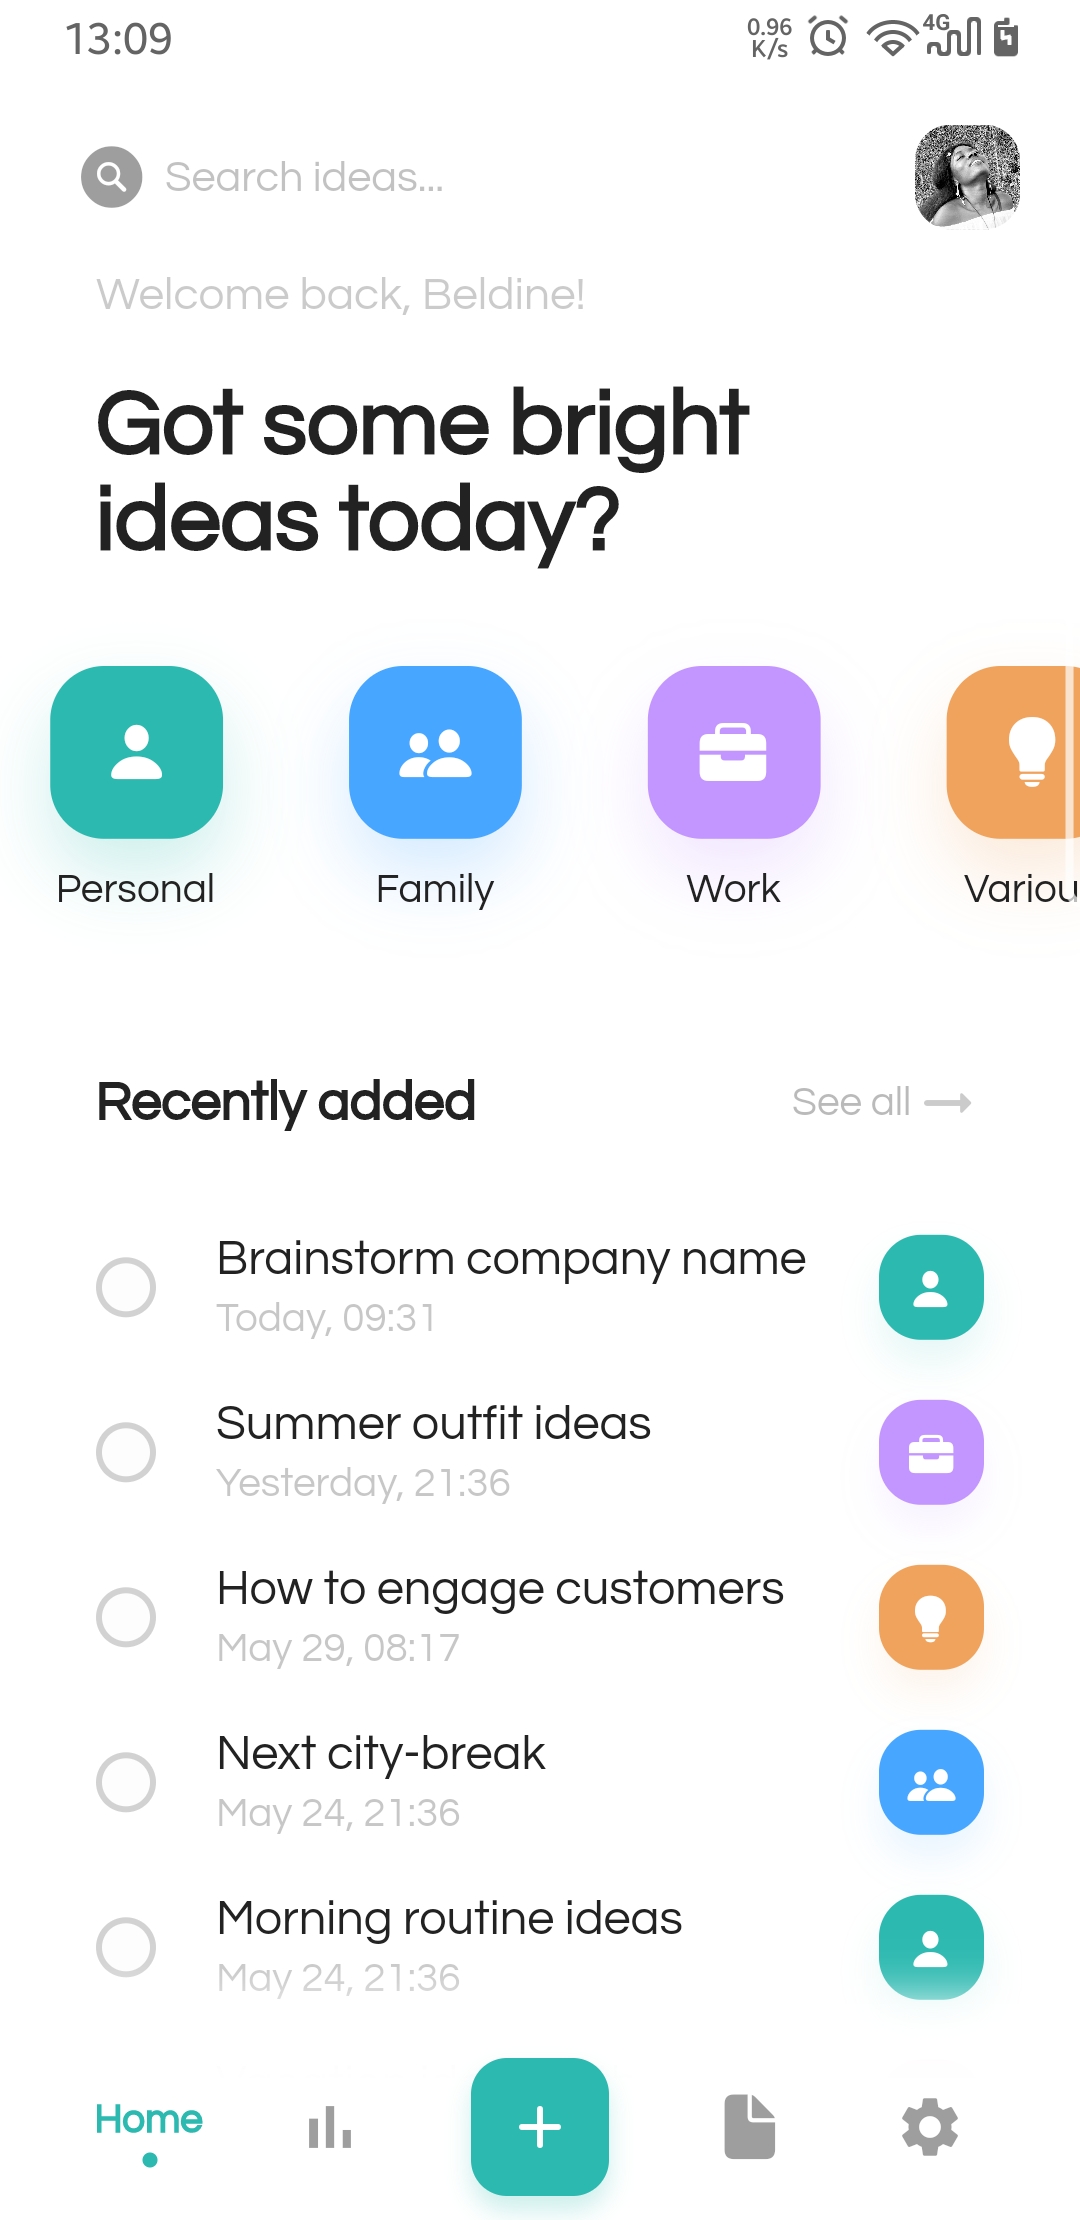 13:09
0.96
K/s
4G
Search ideas...
Welcome back, Beldine!
Got some bright
ideas today?
Personal
Family
Work
Variou
Recently added
See all
Brainstorm company name
Today, 09:31
Summer outfit ideas
Yesterday, 21:36
How to engage customers
May 29, 08:17
Next city-break
May 24, 21:36
Morning routine ideas
May 24, 21:36
Home